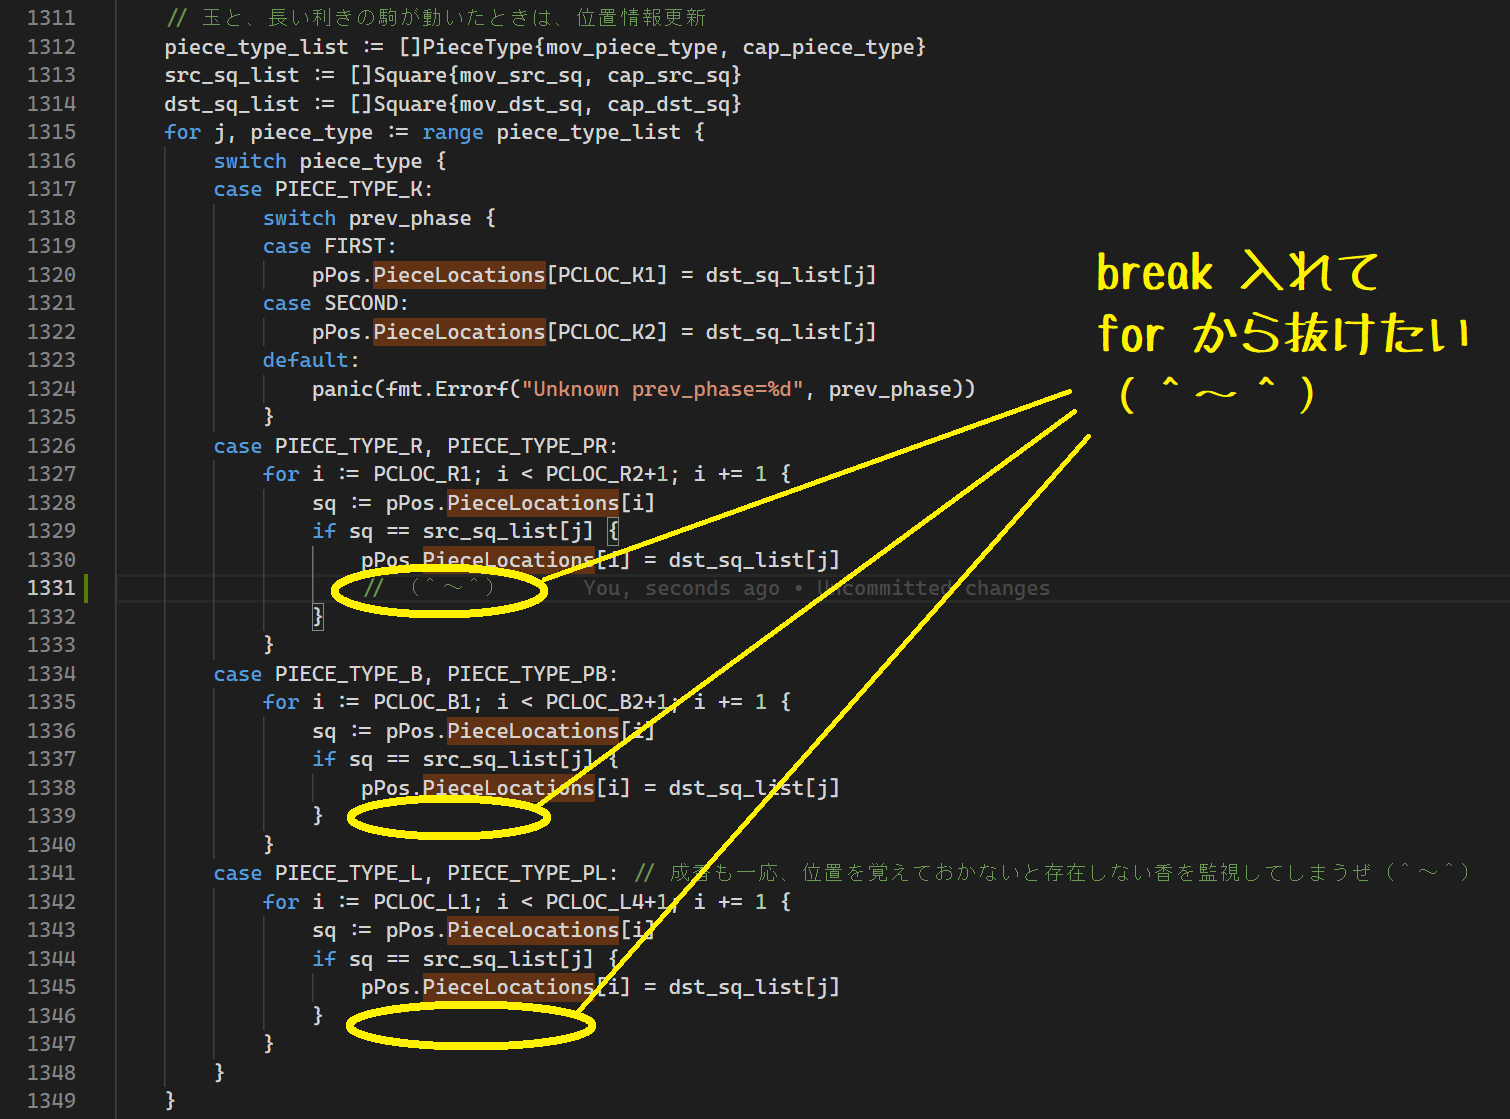 1311 // 玉と、長い利きの駒が動いたときは、位置情報更新
1312 piece_type_list := []PieceType{mov_piece_type, cap_piece_type}
1313 src_sq_list := []Square{mov_src_sq, cap_src_sq}
1314 dst_sq_list := []Square{mov_dst_sq, cap_dst_sq}
1315 for j, piece_type := range piece_type_list {
1316 switch piece_type {
1317 case PIECE_TYPE_K:
1318 switch prev_phase {
1319 case FIRST:
1320 pPos.PieceLocations[PCLOC_K1] = dst_sq_list[j]
1321 case SECOND:
1322 pPos.PieceLocations[PCLOC_K2] = dst_sq_list[j]
1323 default:
1324 panic(fmt.Errorf("Unknown prev_phase=%d", prev_phase))
1325 }
1326 case PIECE_TYPE_R, PIECE_TYPE_PR:
1327 for i := PCLOC_R1; i < PCLOC_R2+1; i += 1 {
1328 sq := pPos.PieceLocations[i]
1329 if sq == src_sq_list[j] {
1330 pPos.PieceLocations[i] = dst_sq_list[j]
1331 // （＾～＾） You, seconds ago • Uncommitted changes
1332 }
1333 }
1334 case PIECE_TYPE_B, PIECE_TYPE_PB:
1335 for i := PCLOC_B1; i < PCLOC_B2+1; i += 1 {
1336 sq := pPos.PieceLocations[i]
1337 if sq == src_sq_list[j] {
1338 pPos.PieceLocations[i] = dst_sq_list[j]
1339 }
1340 }
1341 case PIECE_TYPE_L, PIECE_TYPE_PL: // 成香も一応、位置を覚えておかないと存在しない香を監視してしまうぜ（＾～＾）
1342 for i := PCLOC_L1; i < PCLOC_L4+1; i += 1 {
1343 sq := pPos.PieceLocations[i]
1344 if sq == src_sq_list[j] {
1345 pPos.PieceLocations[i] = dst_sq_list[j]
1346 }
1347 }
1348 }
1349 }
break 入れて
for から抜けたい
（＾～＾）